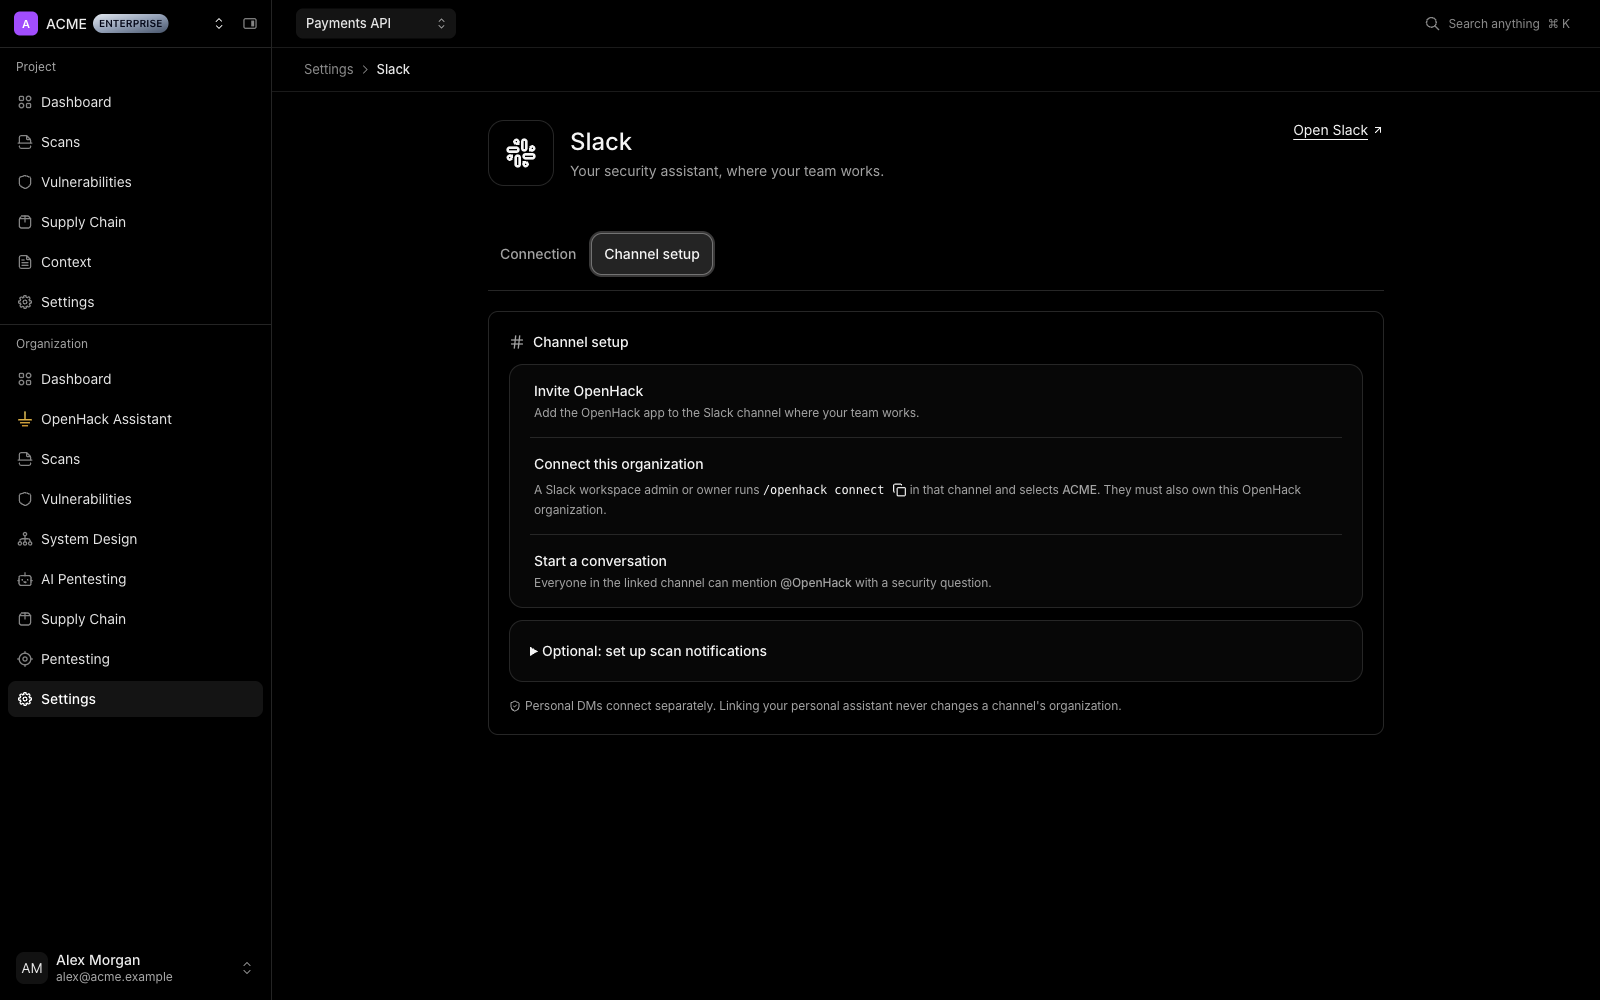 A ACME ENTERPRISE
Payments API
Search anything ⌘ K
Project
Dashboard
Scans
Vulnerabilities
Supply Chain
Context
Settings
Organization
Dashboard
OpenHack Assistant
Scans
Vulnerabilities
System Design
AI Pentesting
Supply Chain
Pentesting
Settings
AM
Alex Morgan
alex@acme.example
Settings > Slack
Slack
Your security assistant, where your team works.
Open Slack
Connection
Channel setup
Channel setup
Invite OpenHack
Add the OpenHack app to the Slack channel where your team works.
Connect this organization
A Slack workspace admin or owner runs /openhack connect in that channel and selects ACME. They must also own this OpenHack
organization.
Start a conversation
Everyone in the linked channel can mention @OpenHack with a security question.
Optional: set up scan notifications
Personal DMs connect separately. Linking your personal assistant never changes a channel's organization.